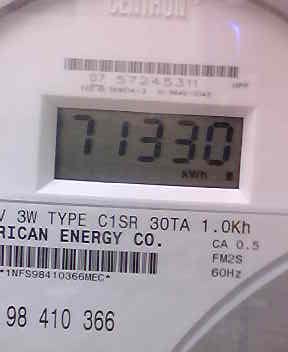 CENTRON
07 57245311
71330
kWh
V 3W TYPE C1SR 30TA 1.0Kh
RICAN ENERGY CO.
CA 0.5
FM2S
60Hz
*1NFS98410366MEC*
98 410 366